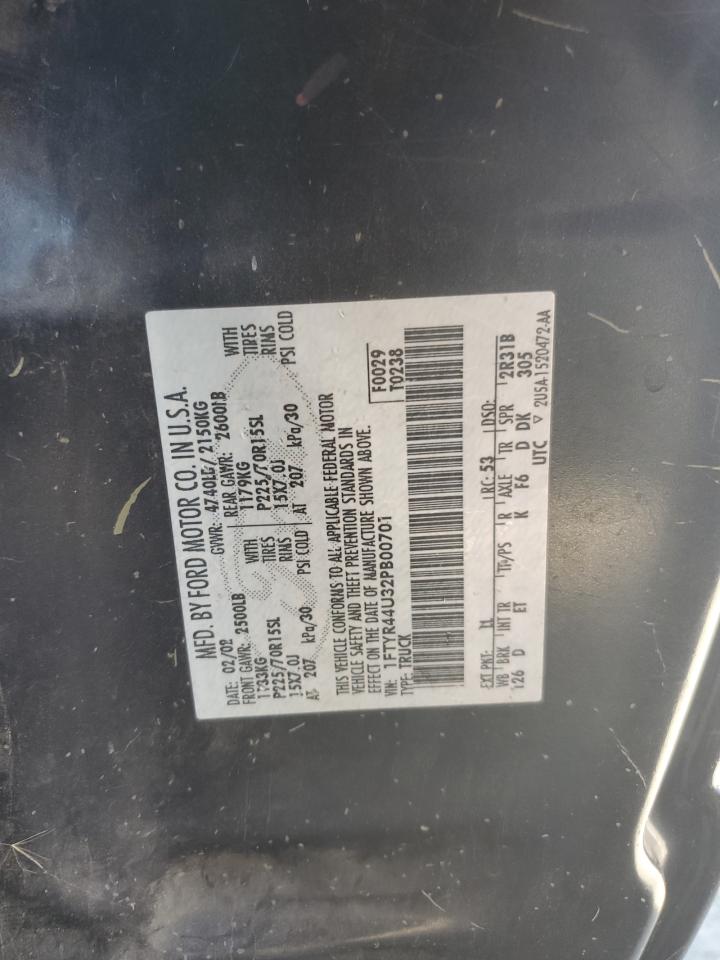 MFD. BY FORD MOTOR CO. IN U.S.A.
DATE: 02/02 GVWR: 4740LB/ 2150KG
FRONT GAWR: 2500LB REAR GAWR: 2600LB
1133KG WITH 1179KG WITH
P225/70R15SL TIRES P225/70R15SL TIRES
15X7.0J RIMS 15X7.0J RIMS
AT 207 kPa/30 PSI COLD AT 207 kPa/30 PSI COLD
THIS VEHICLE CONFORMS TO ALL APPLICABLE FEDERAL MOTOR
VEHICLE SAFETY AND THEFT PREVENTION STANDARDS IN
EFFECT ON THE DATE OF MANUFACTURE SHOWN ABOVE.
VIN: 1FTYR44U32PB00701 F0029
TYPE: TRUCK T0238
EXT PNT: RC: 53 DSO:
WB BRK INT TR TP/PS R AXLE TR SPR 2R31B
126 D ET K F6 D DK 305
UTC ▽ 2U5A-1520472-AA